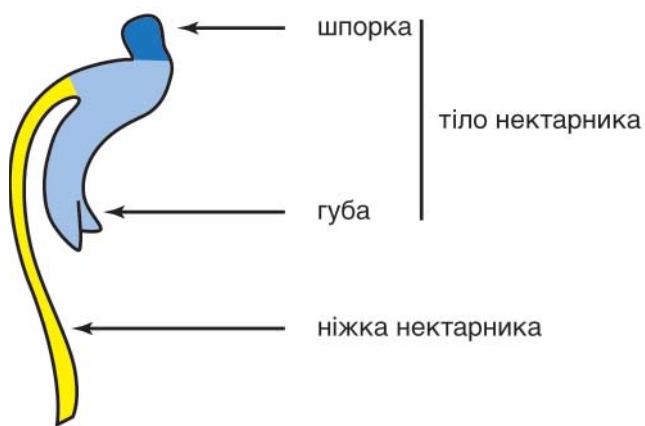 шпорка
тіло нектарника
губа
ніжка нектарника